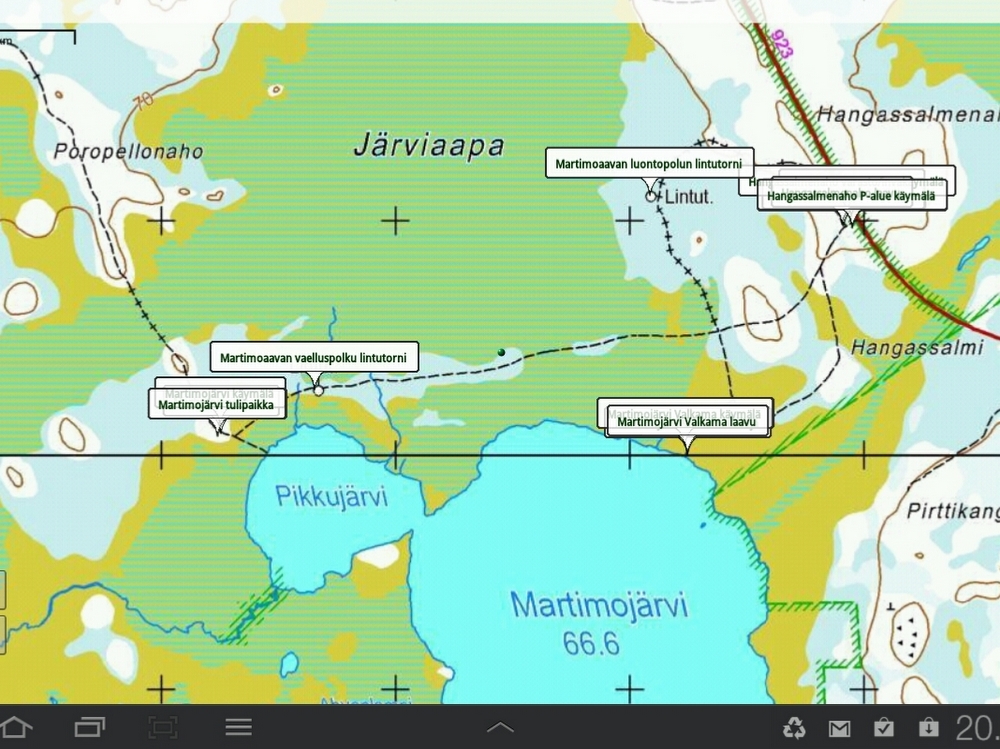 923
70
Hangassalmenah
Poropellonaho
Järviaapa
Martimoaavan luontopolun lintutorni
Hangassalmenaho P-alue käymälä
Lintut.
Hangassalmi
Martimoaavan vaelluspolku lintutorni
Martimojärvi käymälä
Martimojärvi tulipaikka
Martimojärvi Valkama käymälä
Martimojärvi Valkama laavu
Pikkujärvi
Pirttikang
Martimojärvi
66.6
20.